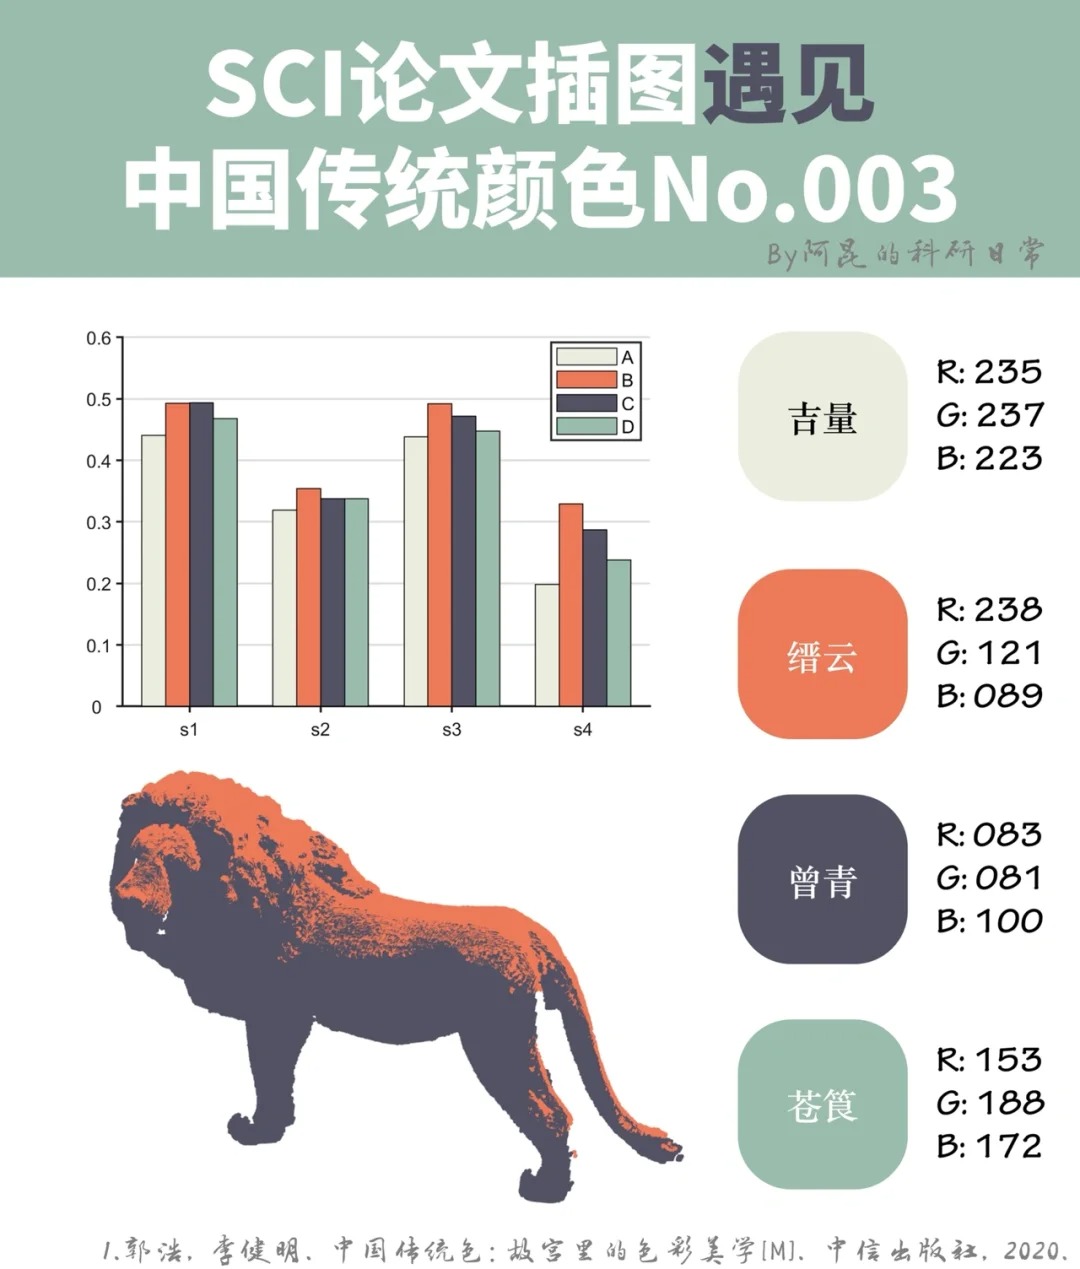 SCI论文插图遇见
中国传统颜色No.003
By阿昆的科研日常
0.6
0.5
0.4
0.3
0.2
0.1
0
A
B
C
D
s1 s2 s3 s4
吉量
R: 235
G: 237
B: 223
缙云
R: 238
G: 121
B: 089
曾青
R: 083
G: 081
B: 100
苍筤
R: 153
G: 188
B: 172
1.郭浩, 李健明. 中国传统色: 故宫里的色彩美学[M]. 中信出版社, 2020.